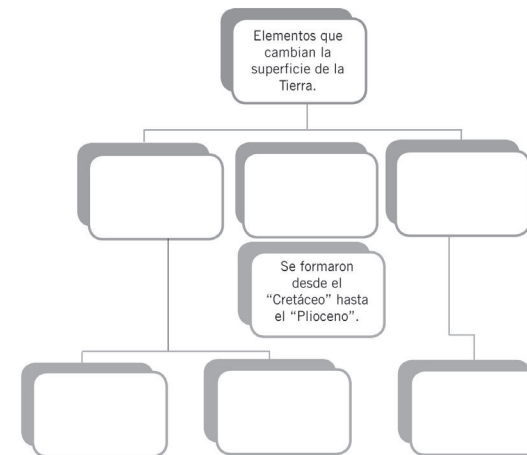 Elementos que
cambian la
superficie de la
Tierra.
Se formaron
desde el
“Cretáceo” hasta
el “Plioceno”.